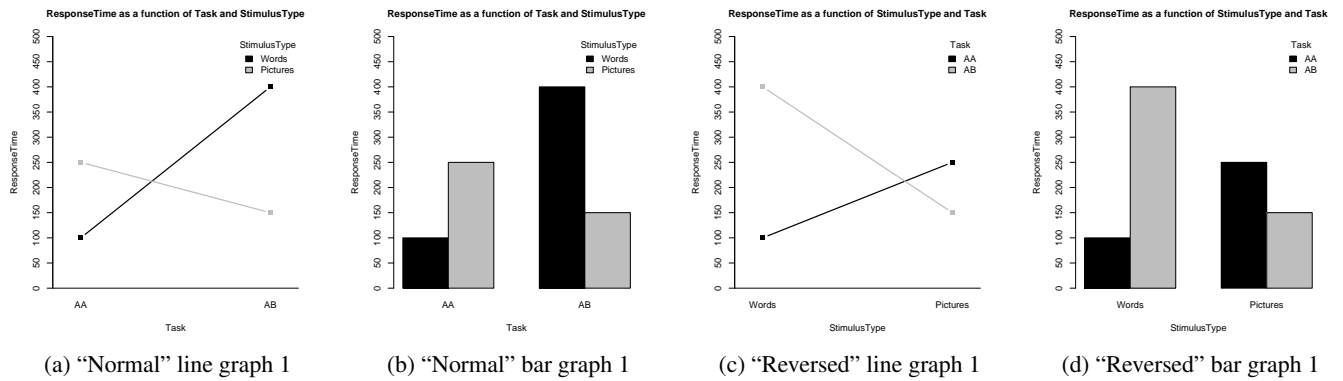 ResponseTime as a function of Task and StimulusType
500
450
400
350
300
250
200
150
100
50
0
ResponseTime
StimulusType
Words
Pictures
AA
AB
Task
(a) “Normal” line graph 1
ResponseTime as a function of Task and StimulusType
500
450
400
350
300
250
200
150
100
50
0
ResponseTime
StimulusType
Words
Pictures
AA
AB
Task
(b) “Normal” bar graph 1
ResponseTime as a function of StimulusType and Task
500
450
400
350
300
250
200
150
100
50
0
ResponseTime
Task
AA
AB
Words
Pictures
StimulusType
(c) “Reversed” line graph 1
ResponseTime as a function of StimulusType and Task
500
450
400
350
300
250
200
150
100
50
0
ResponseTime
Task
AA
AB
Words
Pictures
StimulusType
(d) “Reversed” bar graph 1